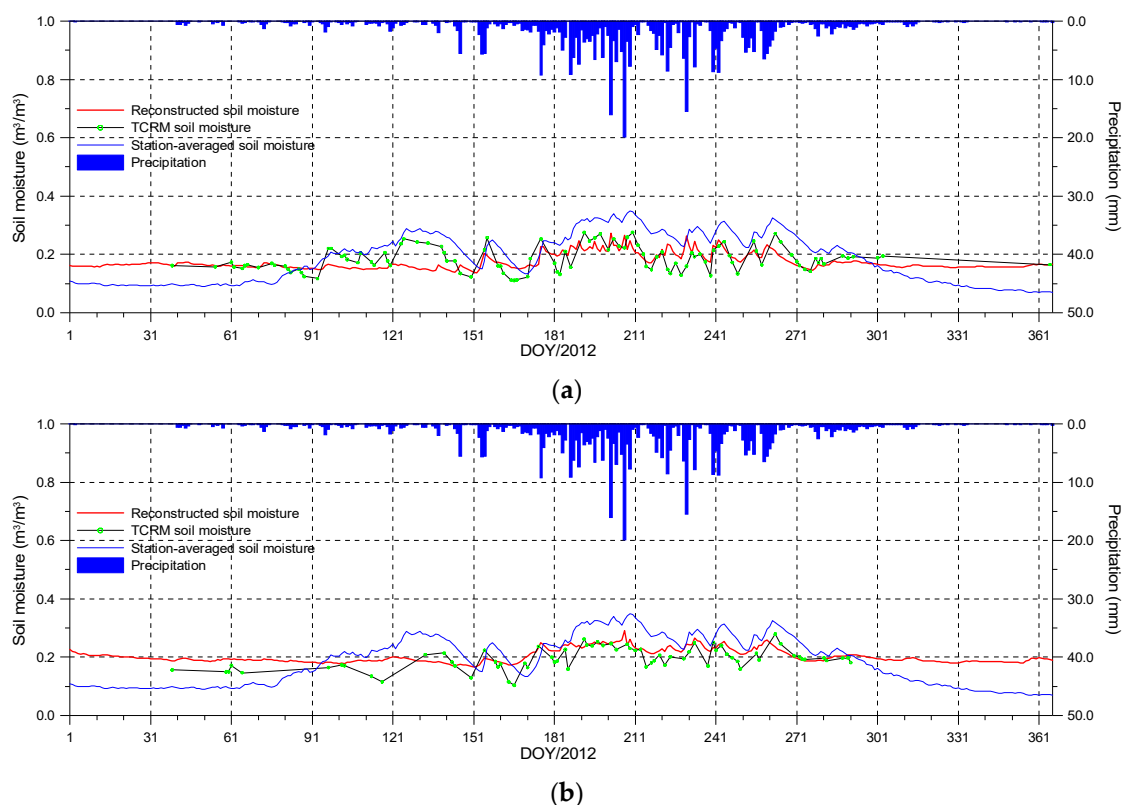 (a)
1.0 0.8 0.6 0.4 0.2 0.0
Soil moisture (m³/m³)
0.0 10.0 20.0 30.0 40.0 50.0
Precipitation (mm)
Reconstructed soil moisture
TCRM soil moisture
Station-averaged soil moisture
Precipitation
1 31 61 91 121 151 181 211 241 271 301 331 361
DOY/2012
(a)
1.0 0.8 0.6 0.4 0.2 0.0
Soil moisture (m³/m³)
0.0 10.0 20.0 30.0 40.0 50.0
Precipitation (mm)
Reconstructed soil moisture
TCRM soil moisture
Station-averaged soil moisture
Precipitation
1 31 61 91 121 151 181 211 241 271 301 331 361
DOY/2012
(b)